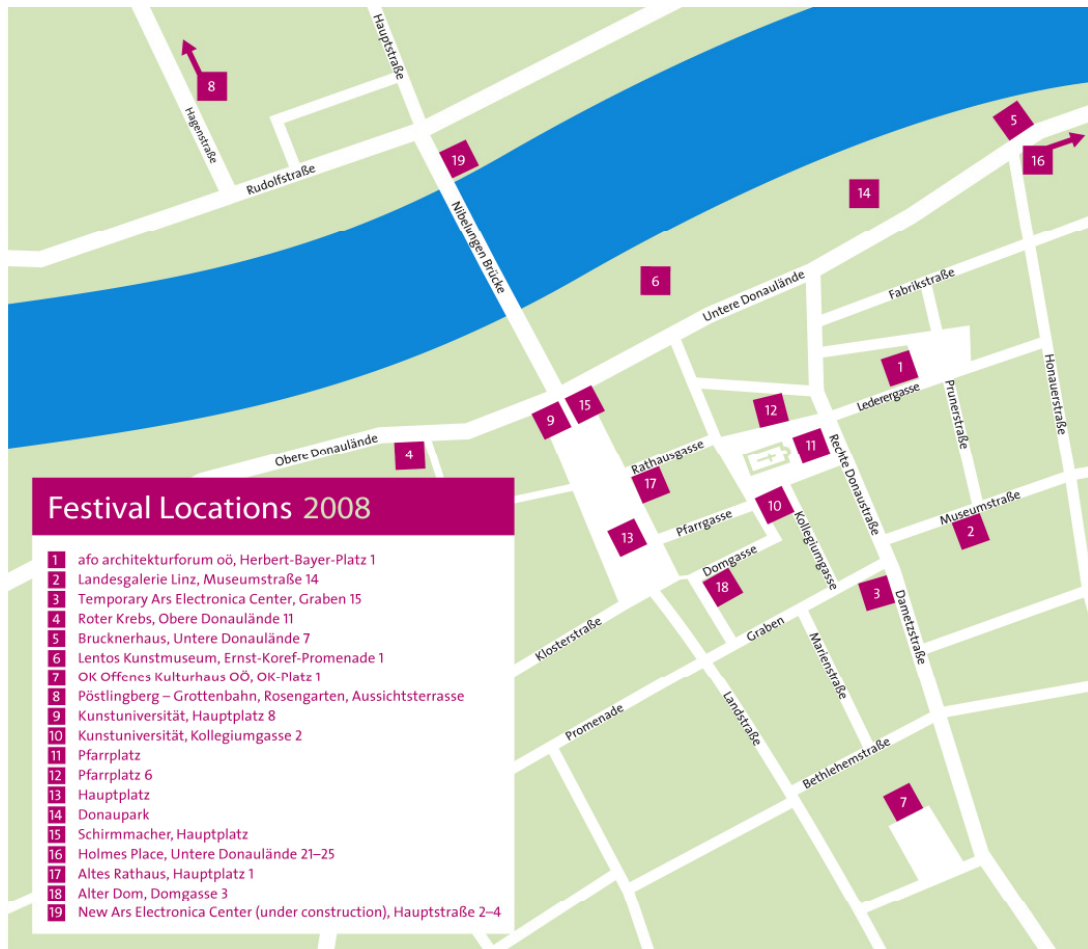 Hauptstraße
8
Hagenstraße
19
Rudolfstraße
Nibelungen Brücke
5
16
14
6
Untere Donaulände
Fabrikstraße
1
Honauerstraße
Prunerstraße
Lederergasse
12
15
9
11
Obere Donaulände
4
Rathausgasse
Rechte Donaustraße
17
10
Museumstraße
2
Pfarrgasse
Kollegiumgasse
13
Domgasse
18
3
Graben
Klosterstraße
Marienstraße
Dametzstraße
Landstraße
Promenade
Bethlehemstraße
7
Festival Locations 2008
1 afo architekturforum oö, Herbert-Bayer-Platz 1
2 Landesgalerie Linz, Museumstraße 14
3 Temporary Ars Electronica Center, Graben 15
4 Roter Krebs, Obere Donaulände 11
5 Brucknerhaus, Untere Donaulände 7
6 Lentos Kunstmuseum, Ernst-Koref-Promenade 1
7 OK Offenes Kulturhaus OÖ, OK-Platz 1
8 Pöstlingberg – Grottenbahn, Rosengarten, Aussichtsterrasse
9 Kunstuniversität, Hauptplatz 8
10 Kunstuniversität, Kollegiumgasse 2
11 Pfarrplatz
12 Pfarrplatz 6
13 Hauptplatz
14 Donaupark
15 Schirmmacher, Hauptplatz
16 Holmes Place, Untere Donaulände 21–25
17 Altes Rathaus, Hauptplatz 1
18 Alter Dom, Domgasse 3
19 New Ars Electronica Center (under construction), Hauptstraße 2–4